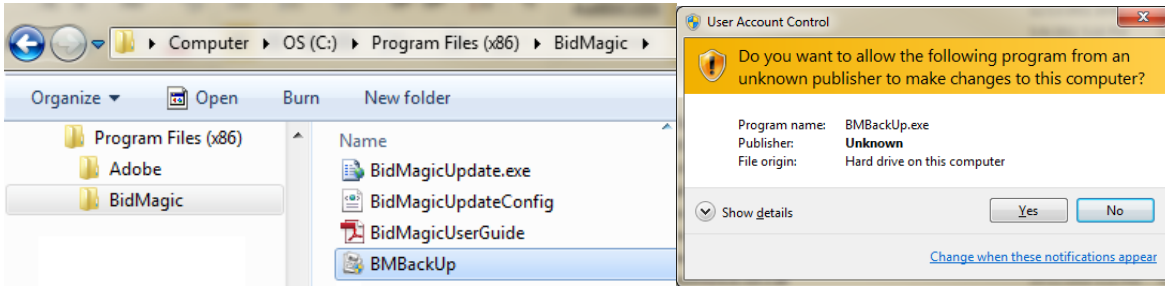 Computer OS (C:) Program Files (x86) BidMagic
Organize Open Burn New folder
Program Files (x86)
Adobe
BidMagic
Name
BidMagicUpdate.exe
BidMagicUpdateConfig
BidMagicUserGuide
BMBackUp
User Account Control
Do you want to allow the following program from an
unknown publisher to make changes to this computer?
Program name: BMBackUp.exe
Publisher: Unknown
File origin: Hard drive on this computer
Show details Yes No
Change when these notifications appear